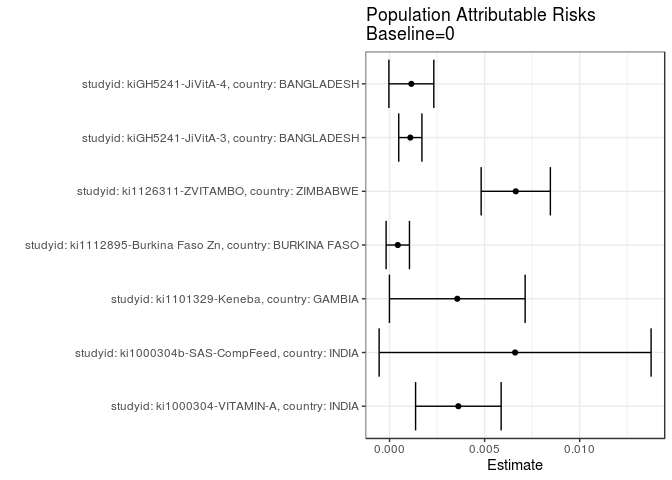 Population Attributable Risks
Baseline=0
studyid: kiGH5241-JiVitA-4, country: BANGLADESH
studyid: kiGH5241-JiVitA-3, country: BANGLADESH
studyid: ki1126311-ZVITAMBO, country: ZIMBABWE
studyid: ki1112895-Burkina Faso Zn, country: BURKINA FASO
studyid: ki1101329-Keneba, country: GAMBIA
studyid: ki1000304b-SAS-CompFeed, country: INDIA
studyid: ki1000304-VITAMIN-A, country: INDIA
0.000 0.005 0.010
Estimate